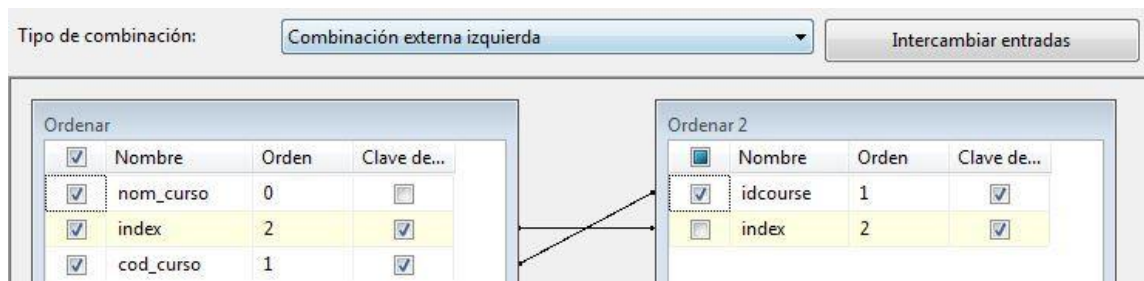 Tipo de combinación: Combinación externa izquierda Intercambiar entradas
Ordenar Ordenar 2
Nombre Orden Clave de... Nombre Orden Clave de...
nom_curso 0 idcourse 1
index 2 index 2
cod_curso 1